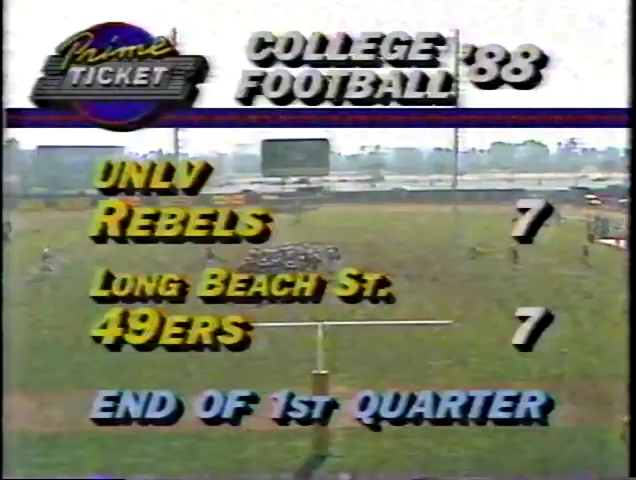 Prime
TICKET
COLLEGE '88
FOOTBALL
UNLV
REBELS 7
LONG BEACH ST.
49ERS 7
END OF 1ST QUARTER